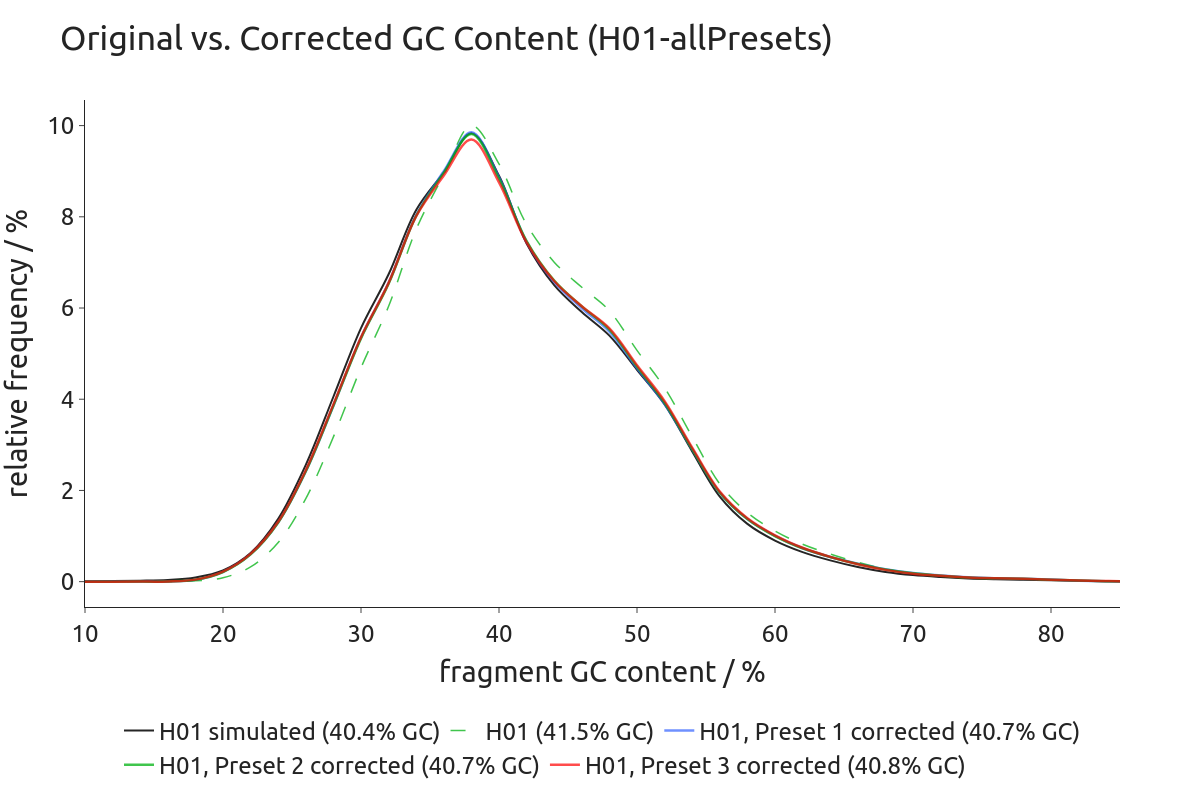 Original vs. Corrected GC Content (H01-allPresets)
relative frequency / %
10
8
6
4
2
0
10 20 30 40 50 60 70 80
fragment GC content / %
H01 simulated (40.4% GC) H01 (41.5% GC) H01, Preset 1 corrected (40.7% GC)
H01, Preset 2 corrected (40.7% GC) H01, Preset 3 corrected (40.8% GC)